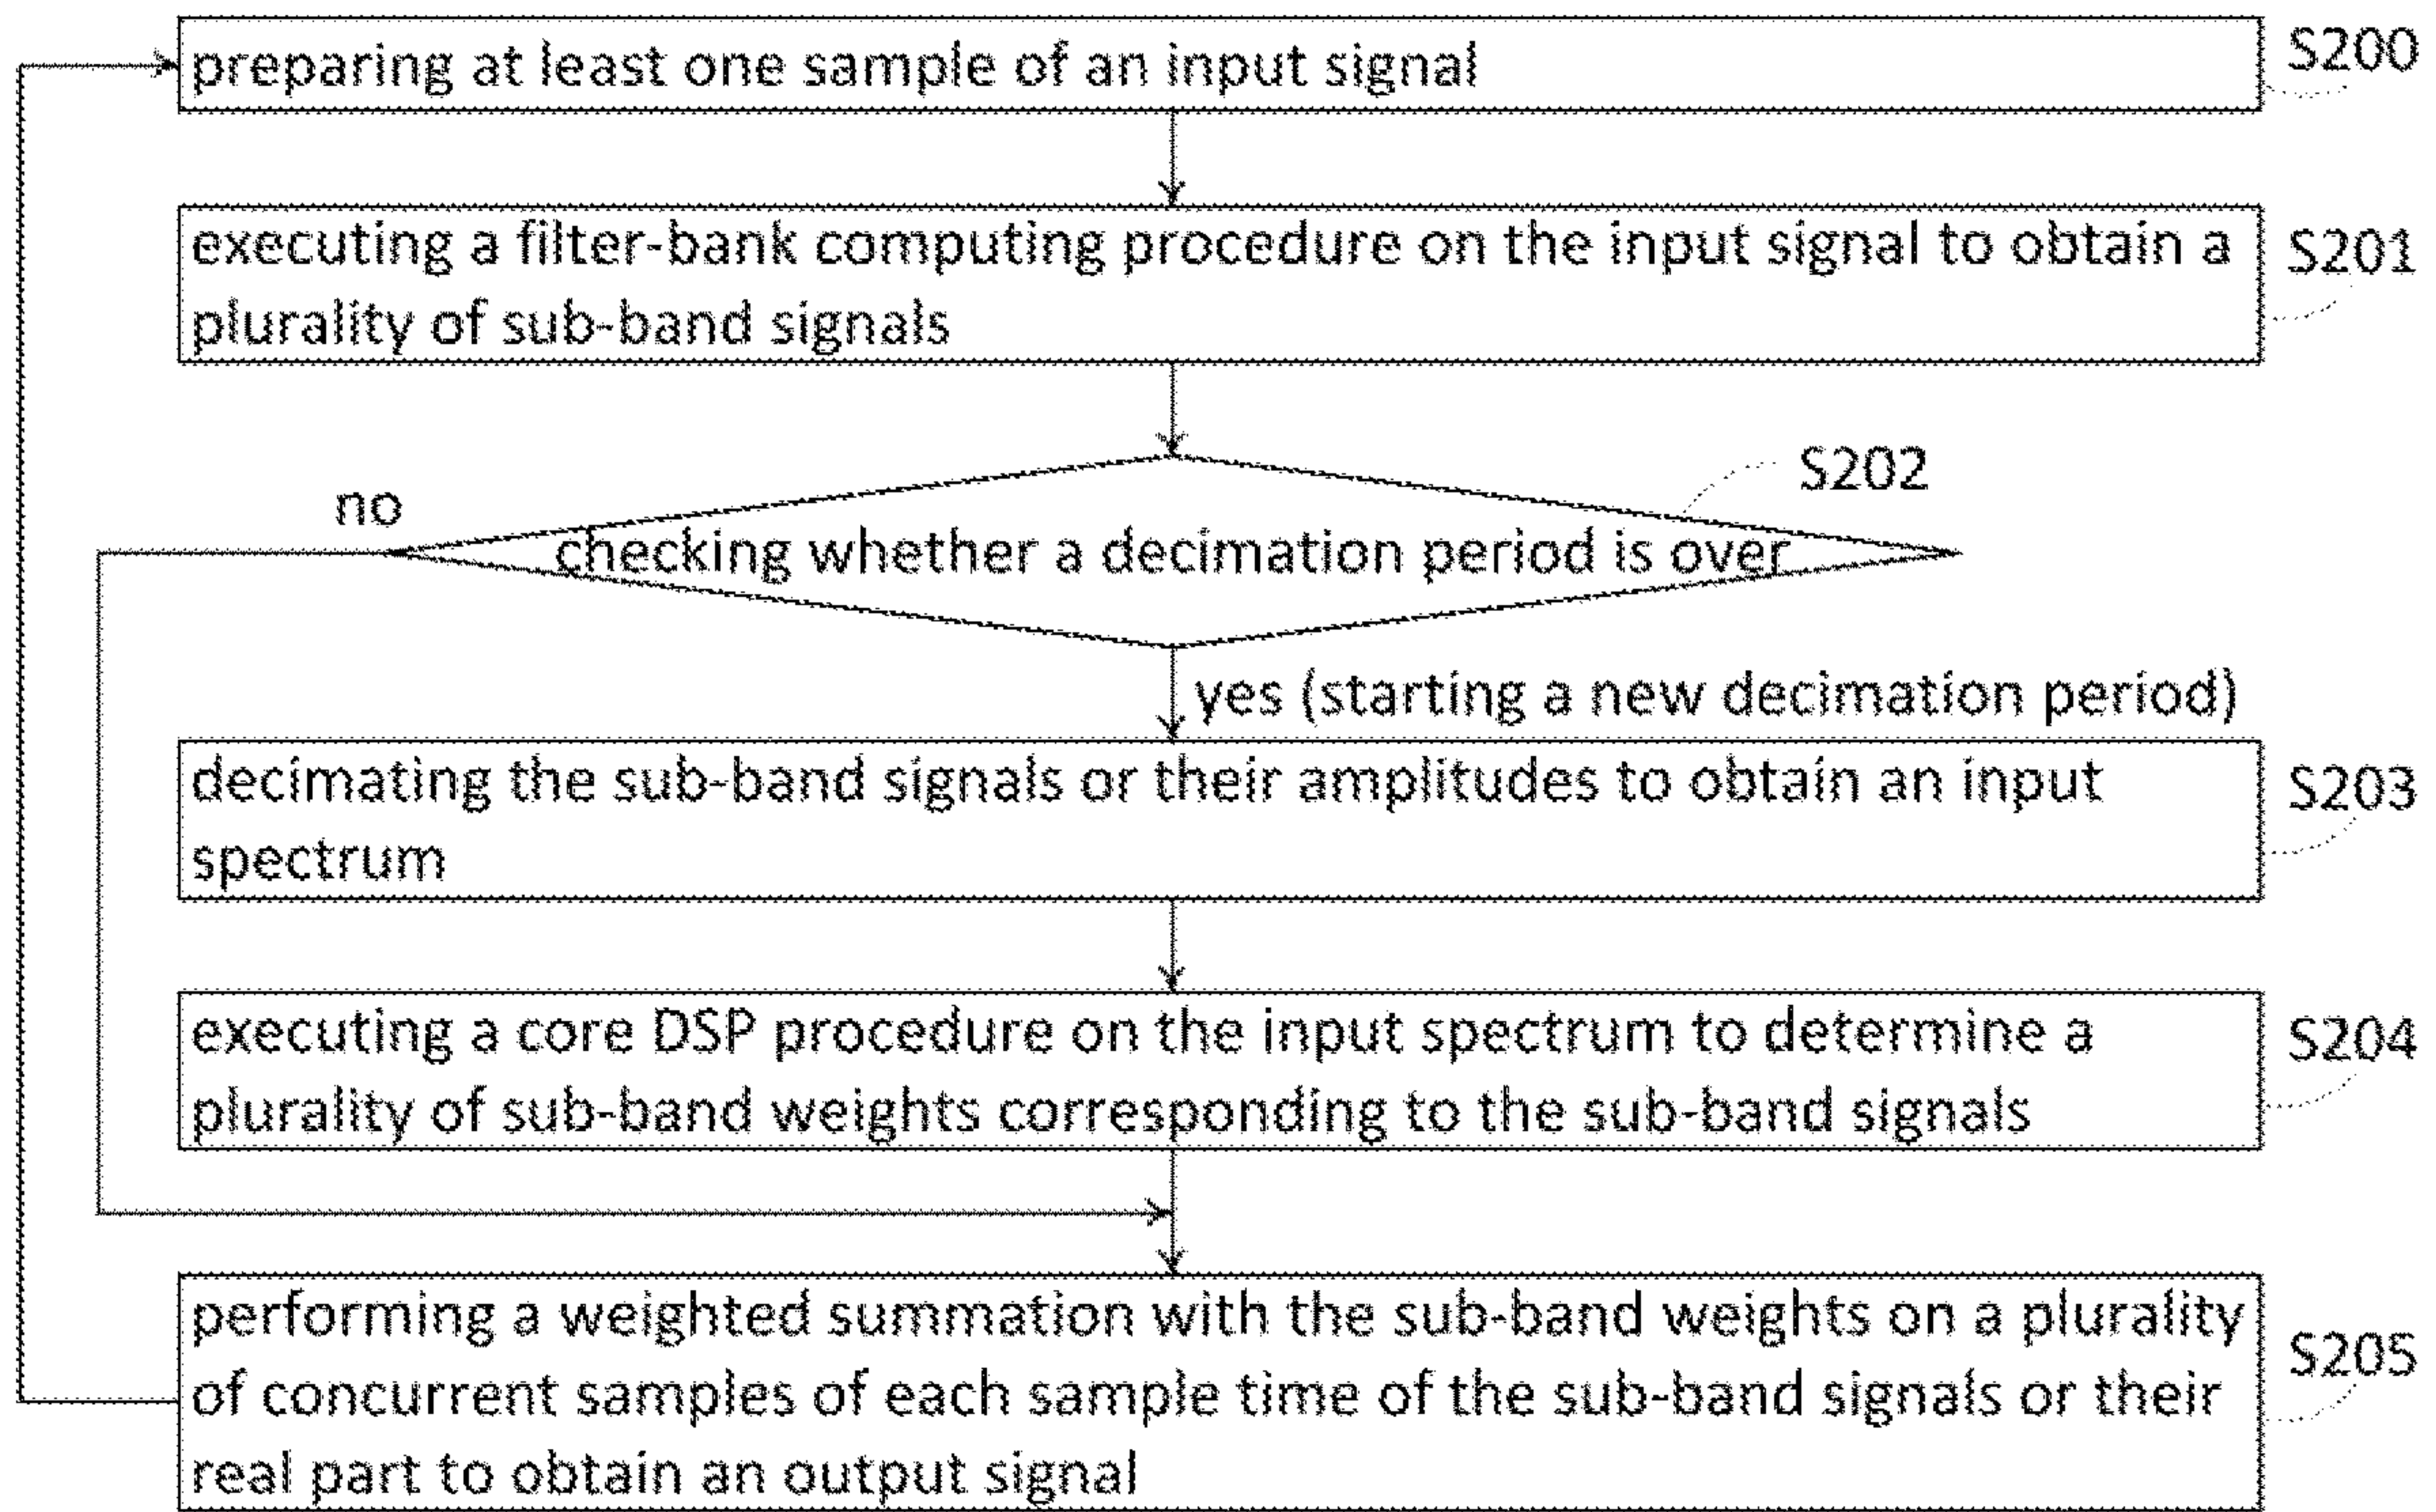 preparing at least one sample of an input signal
S200
executing a filter-bank computing procedure on the input signal to obtain a
plurality of sub-band signals
S201
S202
no
checking whether a decimation period is over
yes (starting a new decimation period)
decimating the sub-band signals or their amplitudes to obtain an input
spectrum
S203
executing a core DSP procedure on the input spectrum to determine a
plurality of sub-band weights corresponding to the sub-band signals
S204
performing a weighted summation with the sub-band weights on a plurality
of concurrent samples of each sample time of the sub-band signals or their
real part to obtain an output signal
S205